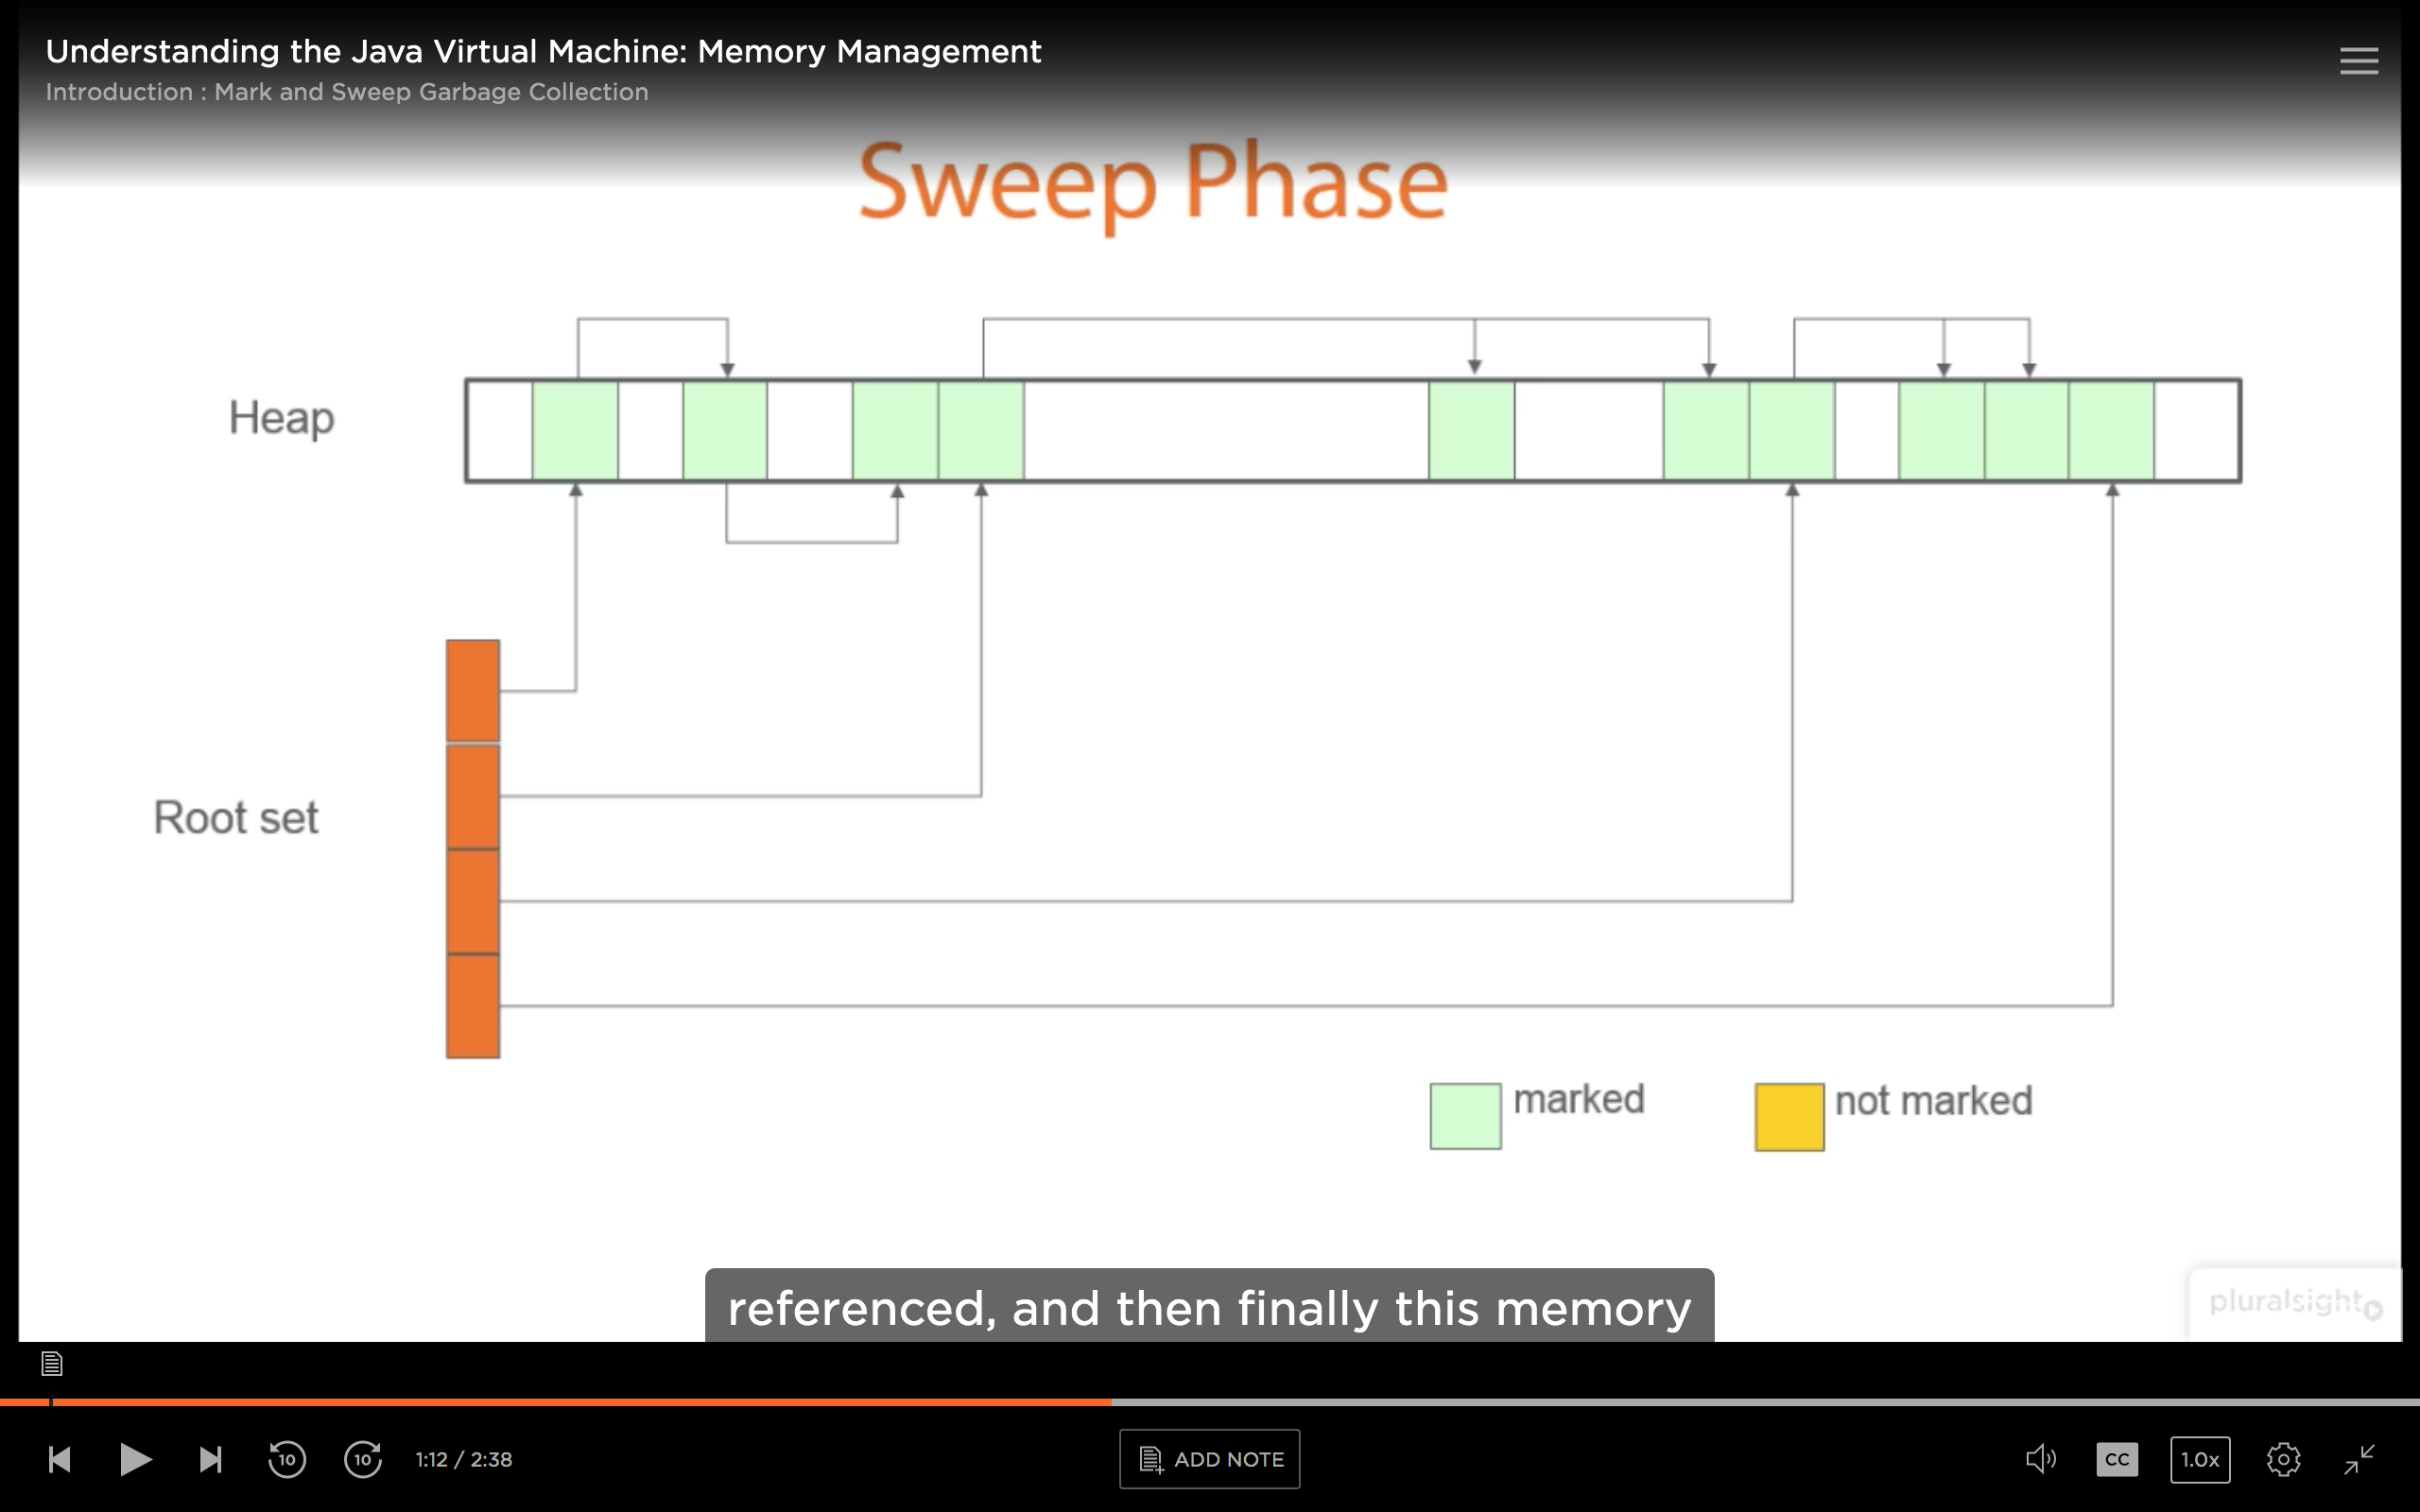 Understanding the Java Virtual Machine: Memory Management
Introduction : Mark and Sweep Garbage Collection
Sweep Phase
Heap
Root set
marked
not marked
referenced, and then finally this memory
pluralsight
10
10
1:12 / 2:38
ADD NOTE
CC
1.0x